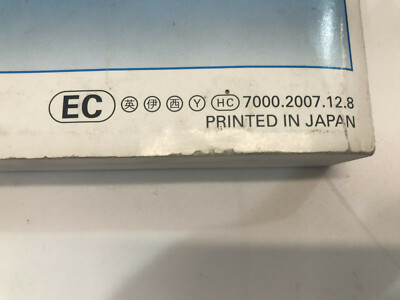 EC 英 伊 西 Y HC 7000.2007.12.8
PRINTED IN JAPAN